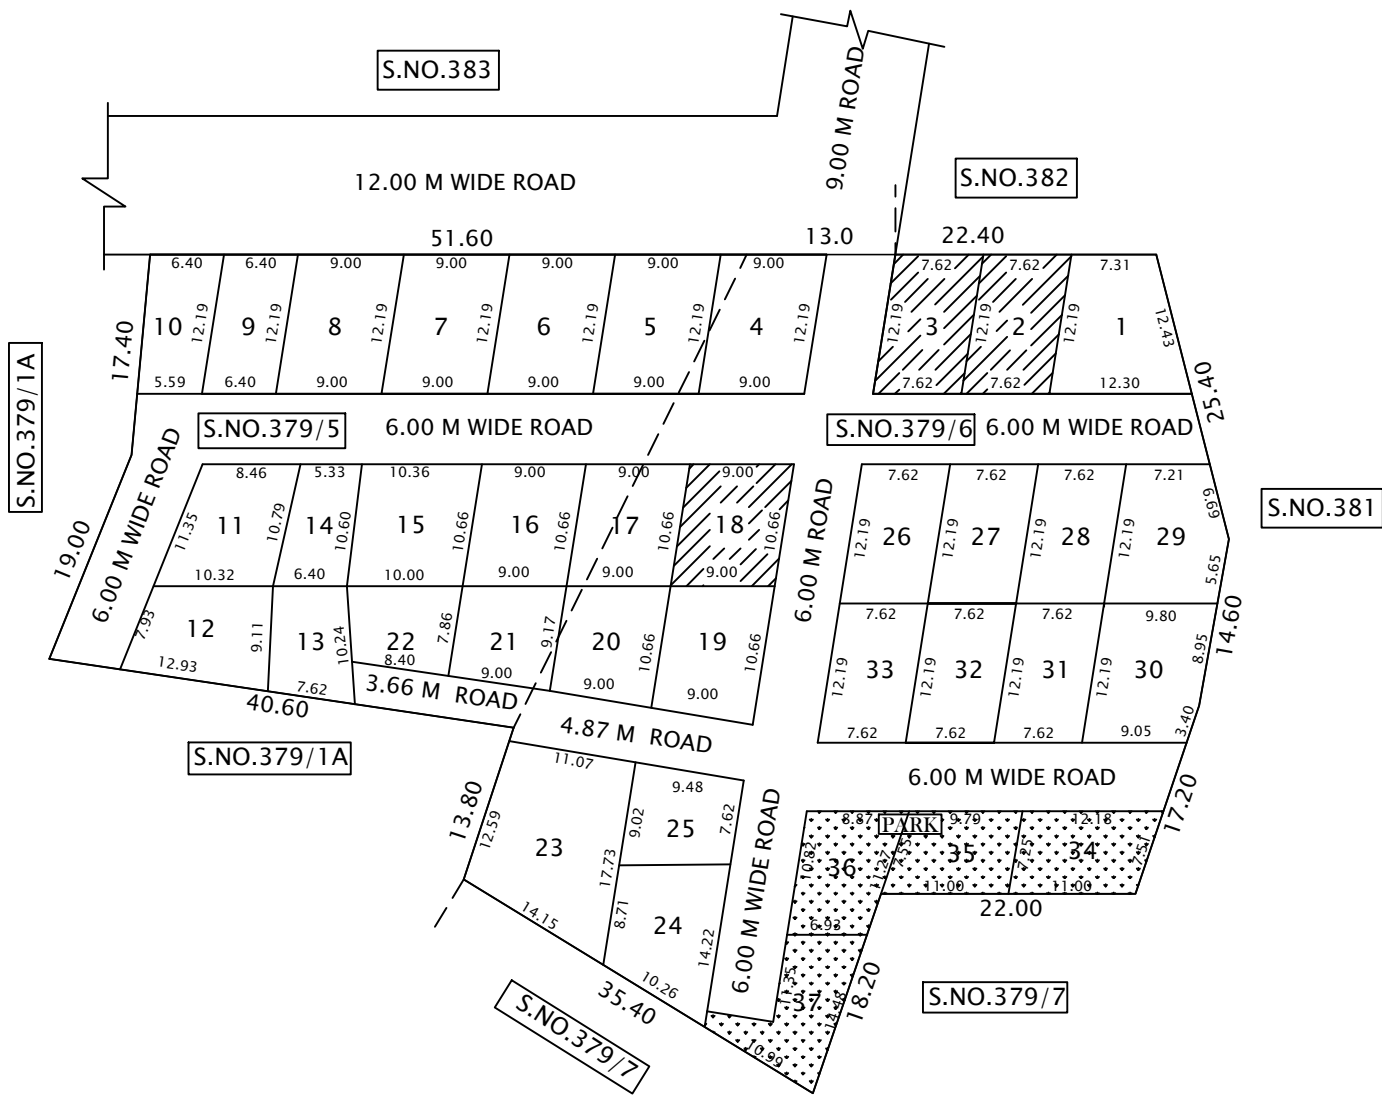 S.NO.383
9.00 M ROAD
12.00 M WIDE ROAD
S.NO.382
51.60 13.0 22.40
6.40 6.40 9.00 9.00 9.00 9.00 9.00 7.62 7.62 7.31
17.40 10 12.19 9 12.19 8 12.19 7 12.19 6 12.19 5 12.19 4 12.19 12.19 3 12.19 2 12.19 1 12.43
5.59 6.40 9.00 9.00 9.00 9.00 9.00 7.62 7.62 12.30
25.40
S.NO.379/1A
S.NO.379/5 6.00 M WIDE ROAD S.NO.379/6 6.00 M WIDE ROAD
8.46 5.33 10.36 9.00 9.00 9.00 7.62 7.62 7.62 7.21
S.NO.381
19.00 6.00 M WIDE ROAD 11.35 11 10.79 14 10.60 15 10.66 16 10.66 17 10.66 18 10.66 6.00 M ROAD 12.19 26 12.19 27 12.19 28 12.19 29 6.69
5.65
10.32 6.40 10.00 9.00 9.00 9.00
7.62 7.62 7.62 9.80
14.60
7.93 12 9.11 13 10.24 22 7.86 21 9.17 20 10.66 19 10.66 12.19 33 12.19 32 12.19 31 12.19 30 8.95
12.93 7.62 8.40 9.00 9.00 9.00
3.40
40.60 3.66 M ROAD
4.87 M ROAD
7.62 7.62 7.62 9.05
S.NO.379/1A
11.07 9.48
6.00 M WIDE ROAD
17.20
13.80 12.59 23 17.73 9.02 25 7.62 6.00 M WIDE ROAD
8.87 PARK 9.79 12.18
10.82 36 11.27 7.55 35 7.25 34 7.51
11.00 11.00
22.00
14.15 8.71 24 14.22
6.93
10.26
11.35 37 14.48 18.20
10.99
35.40
S.NO.379/7
S.NO.379/7